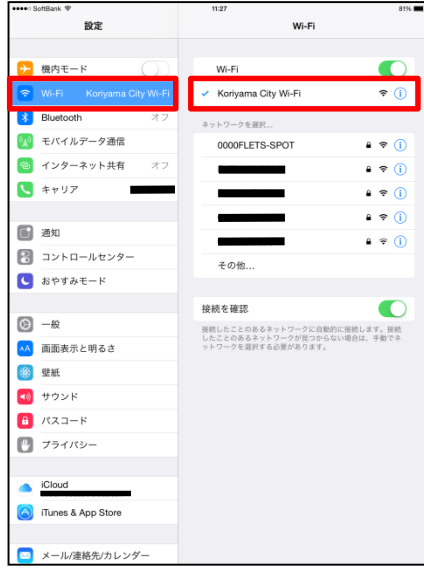 SoftBank
11:27
81%
設定
Wi-Fi
機内モード
Wi-Fi Koriyama City Wi-Fi
Bluetooth オフ
モバイルデータ通信
インターネット共有 オフ
キャリア
通知
コントロールセンター
おやすみモード
一般
AA 画面表示と明るさ
壁紙
サウンド
パスコード
プライバシー
iCloud
iTunes & App Store
メール/連絡先/カレンダー
Wi-Fi
Koriyama City Wi-Fi
ネットワークを選択...
0000FLETS-SPOT
その他...
接続を確認
接続したことのあるネットワークに自動的に接続します。接続
したことのあるネットワークが見つからない場合は、手動でネ
ットワークを選択する必要があります。